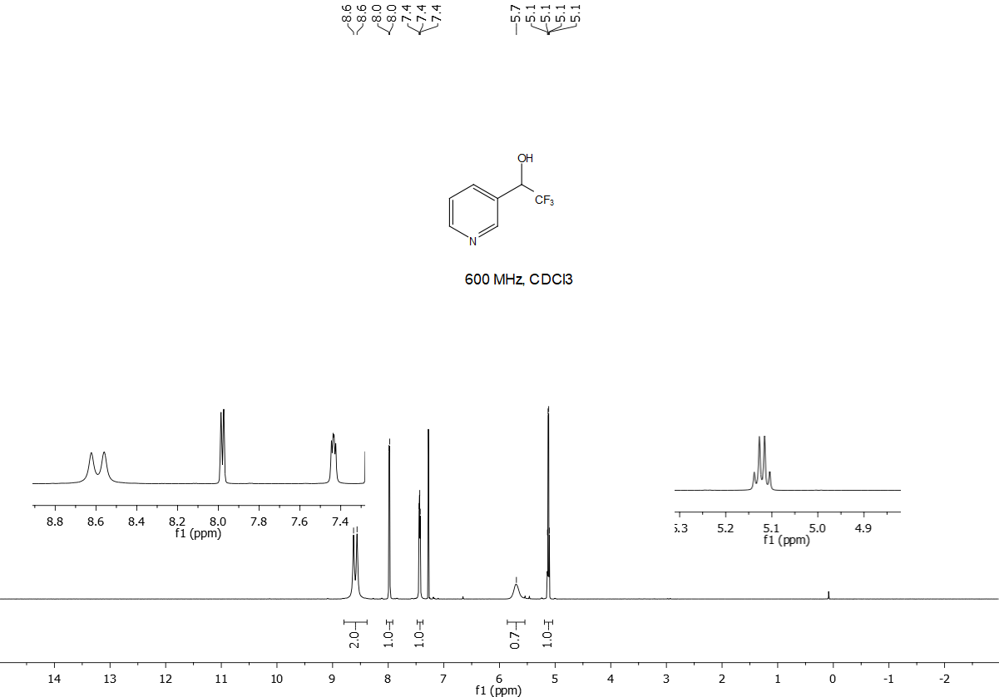 8.6
8.6
8.0
8.0
7.4
7.4
7.4
5.7
5.1
5.1
5.1
5.1
OH
CF3
N
600 MHz, CDCl3
8.8 8.6 8.4 8.2 8.0 7.8 7.6 7.4
f1 (ppm)
5.3 5.2 5.1 5.0 4.9
f1 (ppm)
2.0
1.0
1.0
0.7
1.0
14 13 12 11 10 9 8 7 6 5 4 3 2 1 0 -1 -2
f1 (ppm)